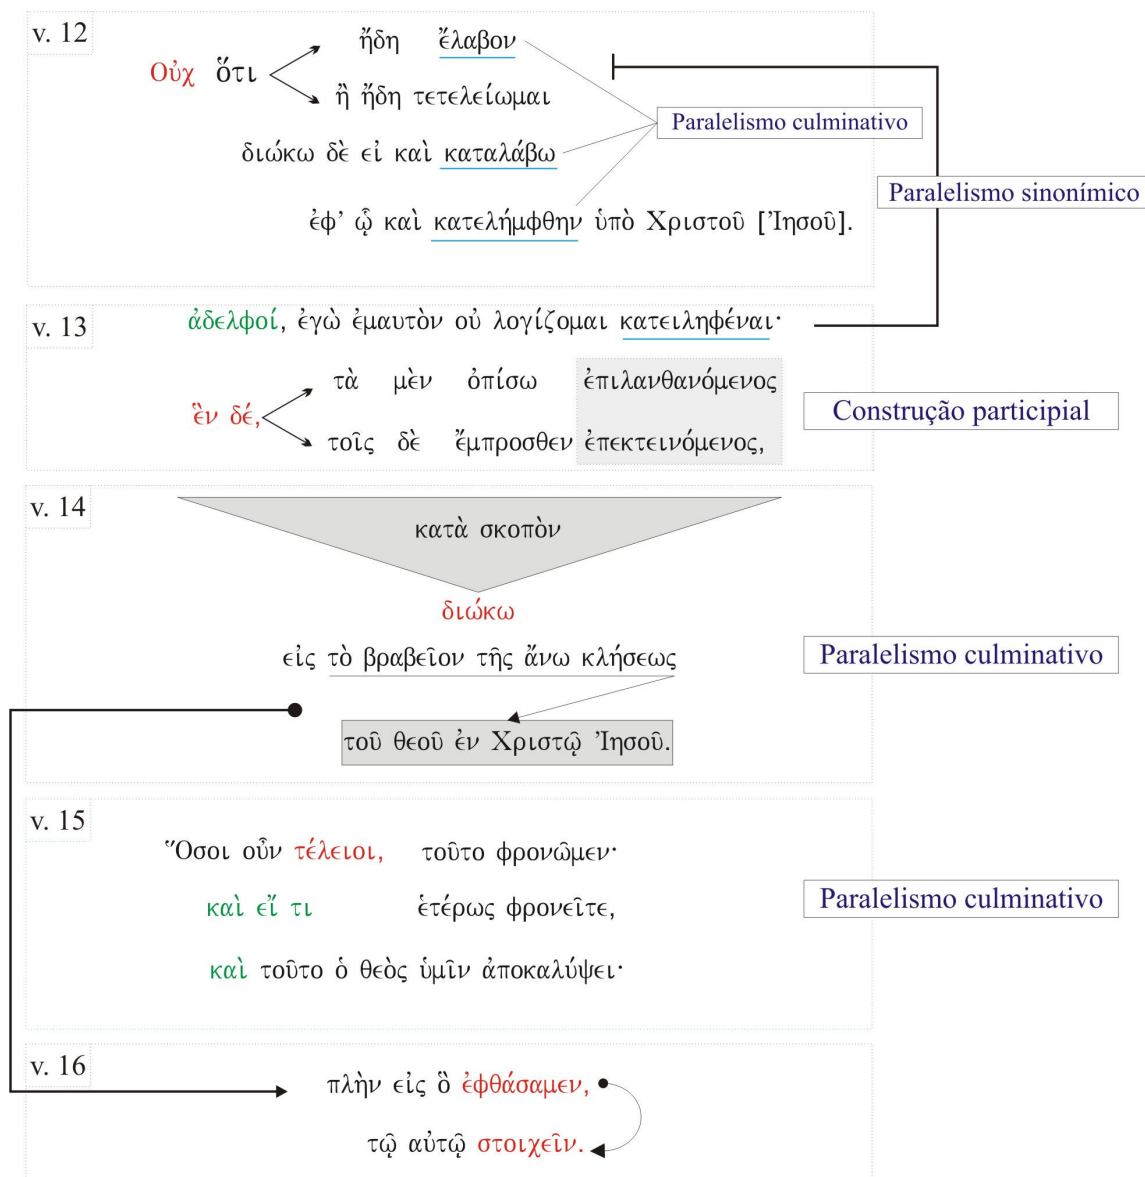 v. 12
ἤδη ἔλαβον
Οὐχ ὅτι
ἢ ἤδη τετελείωμαι
Paralelismo culminativo
διώκω δὲ εἰ καὶ καταλάβω
Paralelismo sinonímico
ἐφ’ ᾧ καὶ κατελήμφθην ὑπὸ Χριστοῦ [Ἰησοῦ].
v. 13
ἀδελφοί, ἐγὼ ἐμαυτὸν οὐ λογίζομαι κατειληφέναι·
τὰ μὲν ὀπίσω ἐπιλανθανόμενος
ἓν δέ,
Construção participial
τοῖς δὲ ἔμπροσθεν ἐπεκτεινόμενος,
v. 14
κατὰ σκοπὸν
διώκω
εἰς τὸ βραβεῖον τῆς ἄνω κλήσεως
Paralelismo culminativo
τοῦ θεοῦ ἐν Χριστῷ Ἰησοῦ.
v. 15
Ὅσοι οὖν τέλειοι, τοῦτο φρονῶμεν·
καὶ εἴ τι ἑτέρως φρονεῖτε,
Paralelismo culminativo
καὶ τοῦτο ὁ θεὸς ὑμῖν ἀποκαλύψει·
v. 16
πλὴν εἰς ὃ ἐφθάσαμεν,
τῷ αὐτῷ στοιχεῖν.